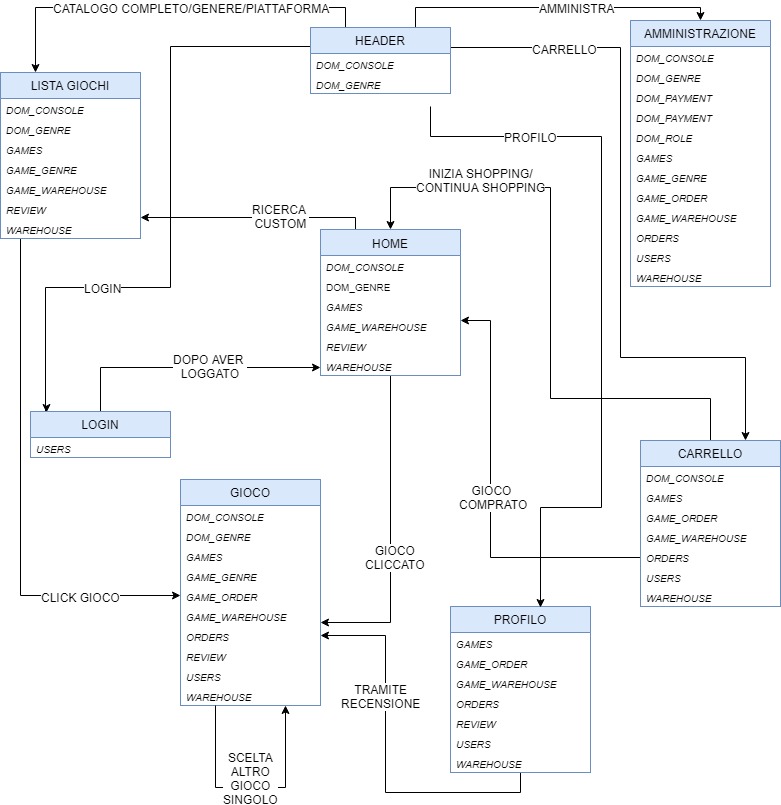 CATALOGO COMPLETO/GENERE/PIATTAFORMA
AMMINISTRA
HEADER
DOM_CONSOLE
DOM_GENRE
CARRELLO
AMMINISTRAZIONE
DOM_CONSOLE
DOM_GENRE
DOM_PAYMENT
DOM_PAYMENT
DOM_ROLE
GAMES
GAME_GENRE
GAME_ORDER
GAME_WAREHOUSE
ORDERS
USERS
WAREHOUSE
LISTA GIOCHI
DOM_CONSOLE
DOM_GENRE
GAMES
GAME_GENRE
GAME_WAREHOUSE
REVIEW
WAREHOUSE
PROFILO
INIZIA SHOPPING/
CONTINUA SHOPPING
RICERCA
CUSTOM
HOME
DOM_CONSOLE
DOM_GENRE
GAMES
GAME_WAREHOUSE
REVIEW
WAREHOUSE
LOGIN
DOPO AVER
LOGGATO
LOGIN
USERS
CARRELLO
DOM_CONSOLE
GAMES
GAME_ORDER
GAME_WAREHOUSE
ORDERS
USERS
WAREHOUSE
GIOCO
COMPRATO
GIOCO
DOM_CONSOLE
DOM_GENRE
GAMES
GAME_GENRE
GAME_ORDER
GAME_WAREHOUSE
ORDERS
REVIEW
USERS
WAREHOUSE
GIOCO
CLICCATO
CLICK GIOCO
PROFILO
GAMES
GAME_ORDER
GAME_WAREHOUSE
ORDERS
REVIEW
USERS
WAREHOUSE
TRAMITE
RECENSIONE
SCELTA
ALTRO
GIOCO
SINGOLO